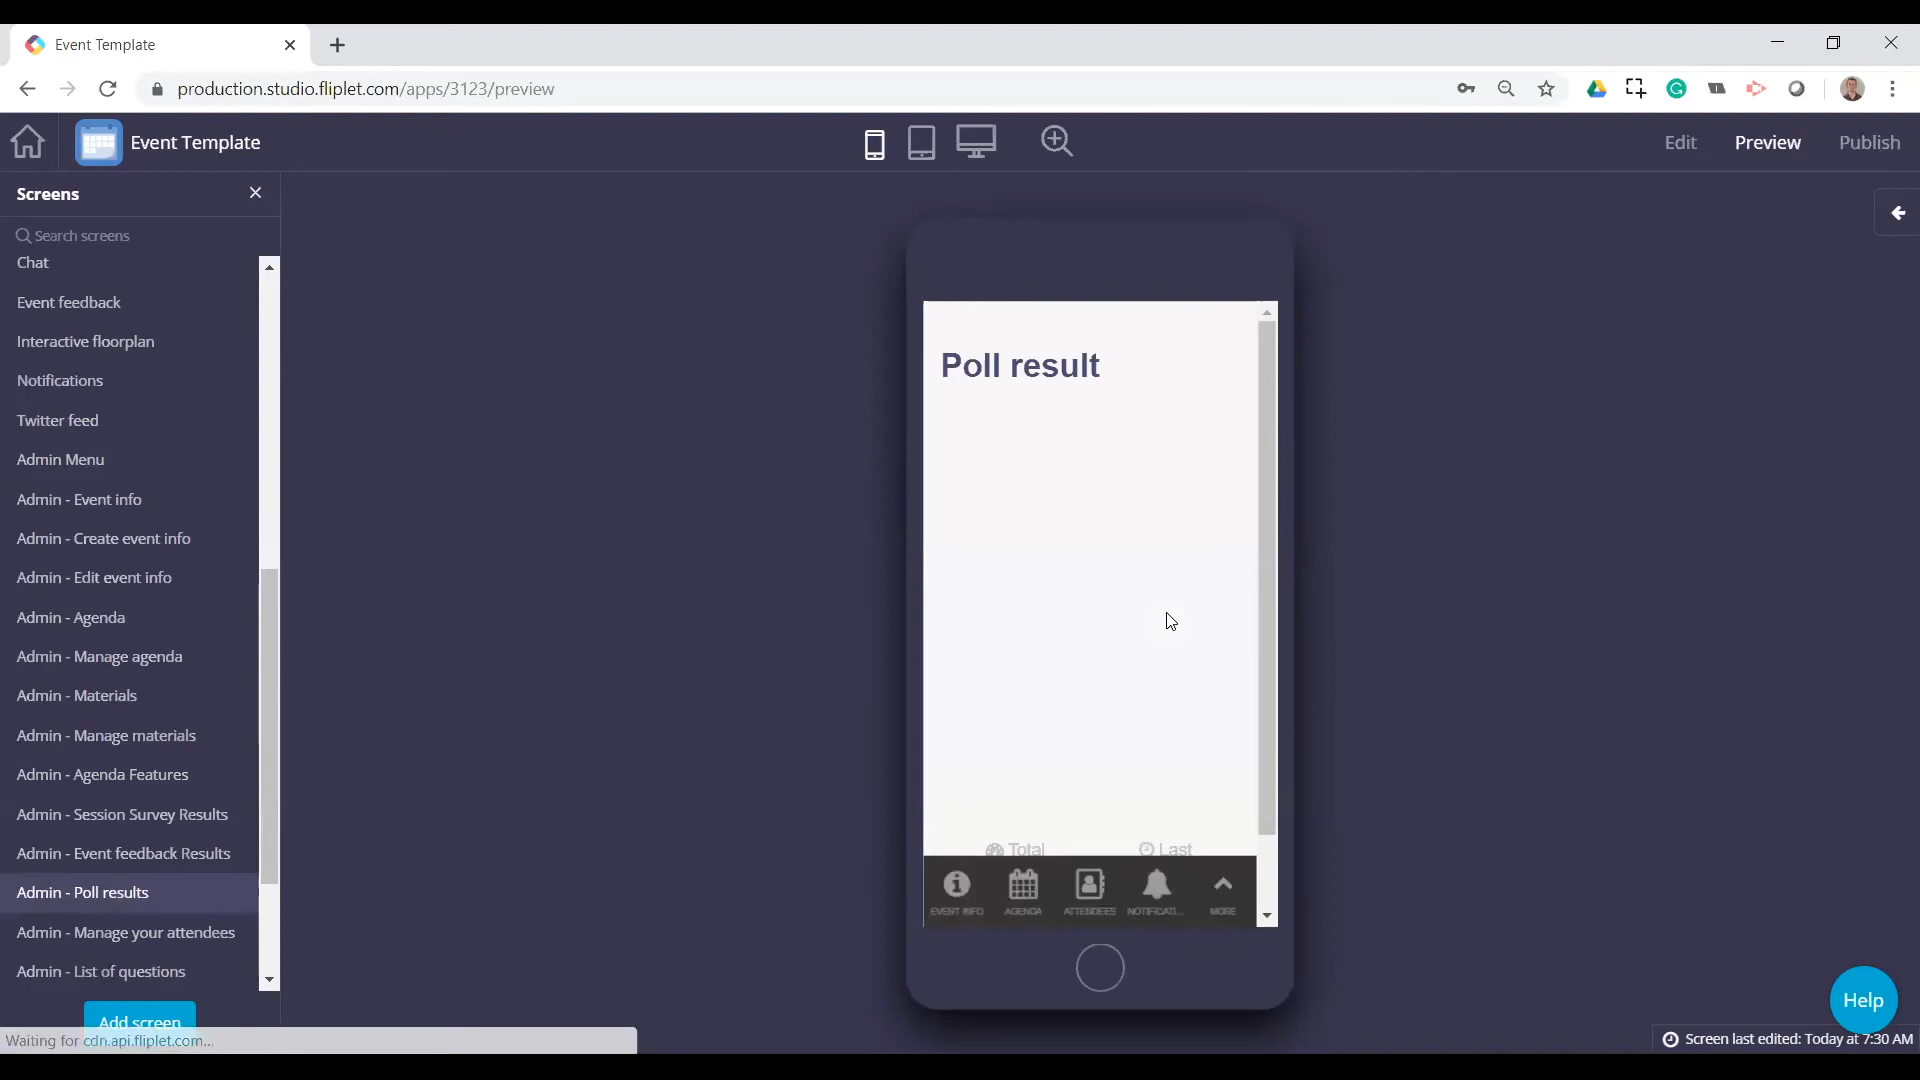 Event Template
production.studio.fliplet.com/apps/3123/preview
Event Template
Edit
Preview
Publish
Screens
Search screens
Chat
Event feedback
Interactive floorplan
Notifications
Twitter feed
Admin Menu
Admin - Event info
Admin - Create event info
Admin - Edit event info
Admin - Agenda
Admin - Manage agenda
Admin - Materials
Admin - Manage materials
Admin - Agenda Features
Admin - Session Survey Results
Admin - Event feedback Results
Admin - Poll results
Admin - Manage your attendees
Admin - List of questions
Add screen
Waiting for cdn.api.fliplet.com...
Poll result
Total
Last
EVENT INFO
AGENDA
ATTENDEES
NOTIFICATI...
MORE
Help
Screen last edited: Today at 7:30 AM